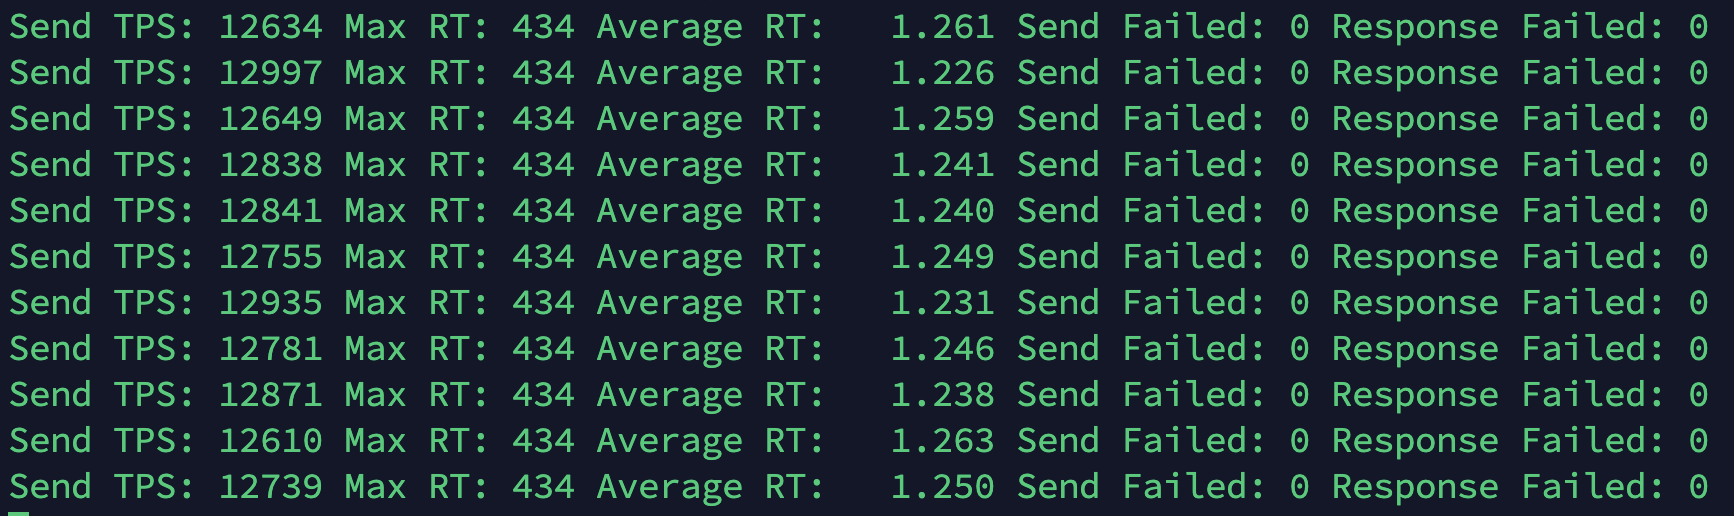 Send TPS: 12634 Max RT: 434 Average RT:   1.261 Send Failed: 0 Response Failed: 0
Send TPS: 12997 Max RT: 434 Average RT:   1.226 Send Failed: 0 Response Failed: 0
Send TPS: 12649 Max RT: 434 Average RT:   1.259 Send Failed: 0 Response Failed: 0
Send TPS: 12838 Max RT: 434 Average RT:   1.241 Send Failed: 0 Response Failed: 0
Send TPS: 12841 Max RT: 434 Average RT:   1.240 Send Failed: 0 Response Failed: 0
Send TPS: 12755 Max RT: 434 Average RT:   1.249 Send Failed: 0 Response Failed: 0
Send TPS: 12935 Max RT: 434 Average RT:   1.231 Send Failed: 0 Response Failed: 0
Send TPS: 12781 Max RT: 434 Average RT:   1.246 Send Failed: 0 Response Failed: 0
Send TPS: 12871 Max RT: 434 Average RT:   1.238 Send Failed: 0 Response Failed: 0
Send TPS: 12610 Max RT: 434 Average RT:   1.263 Send Failed: 0 Response Failed: 0
Send TPS: 12739 Max RT: 434 Average RT:   1.250 Send Failed: 0 Response Failed: 0